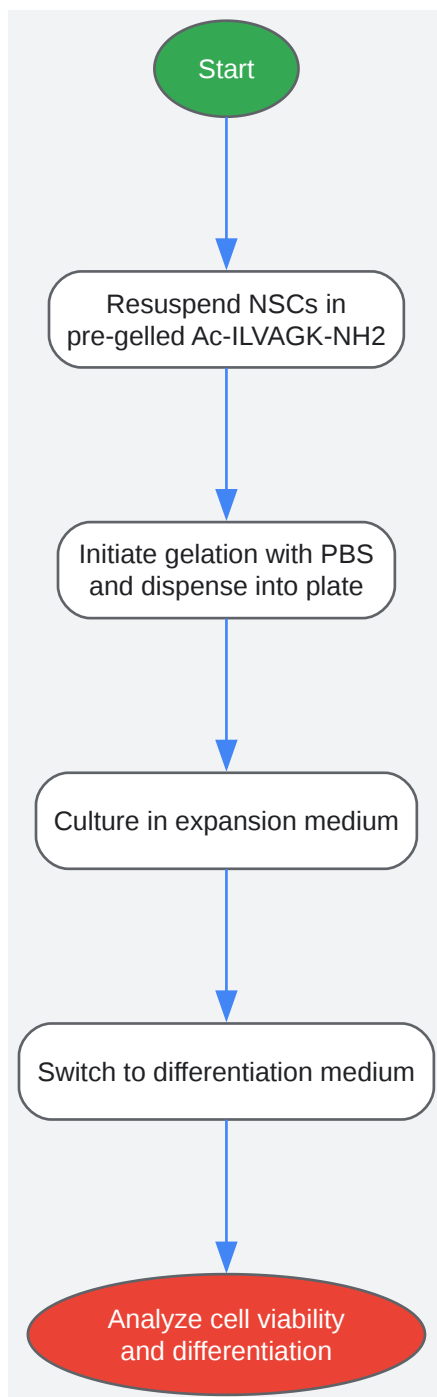 Start
Resuspend NSCs in
pre-gelled Ac-ILVAGK-NH2
Initiate gelation with PBS
and dispense into plate
Culture in expansion medium
Switch to differentiation medium
Analyze cell viability
and differentiation